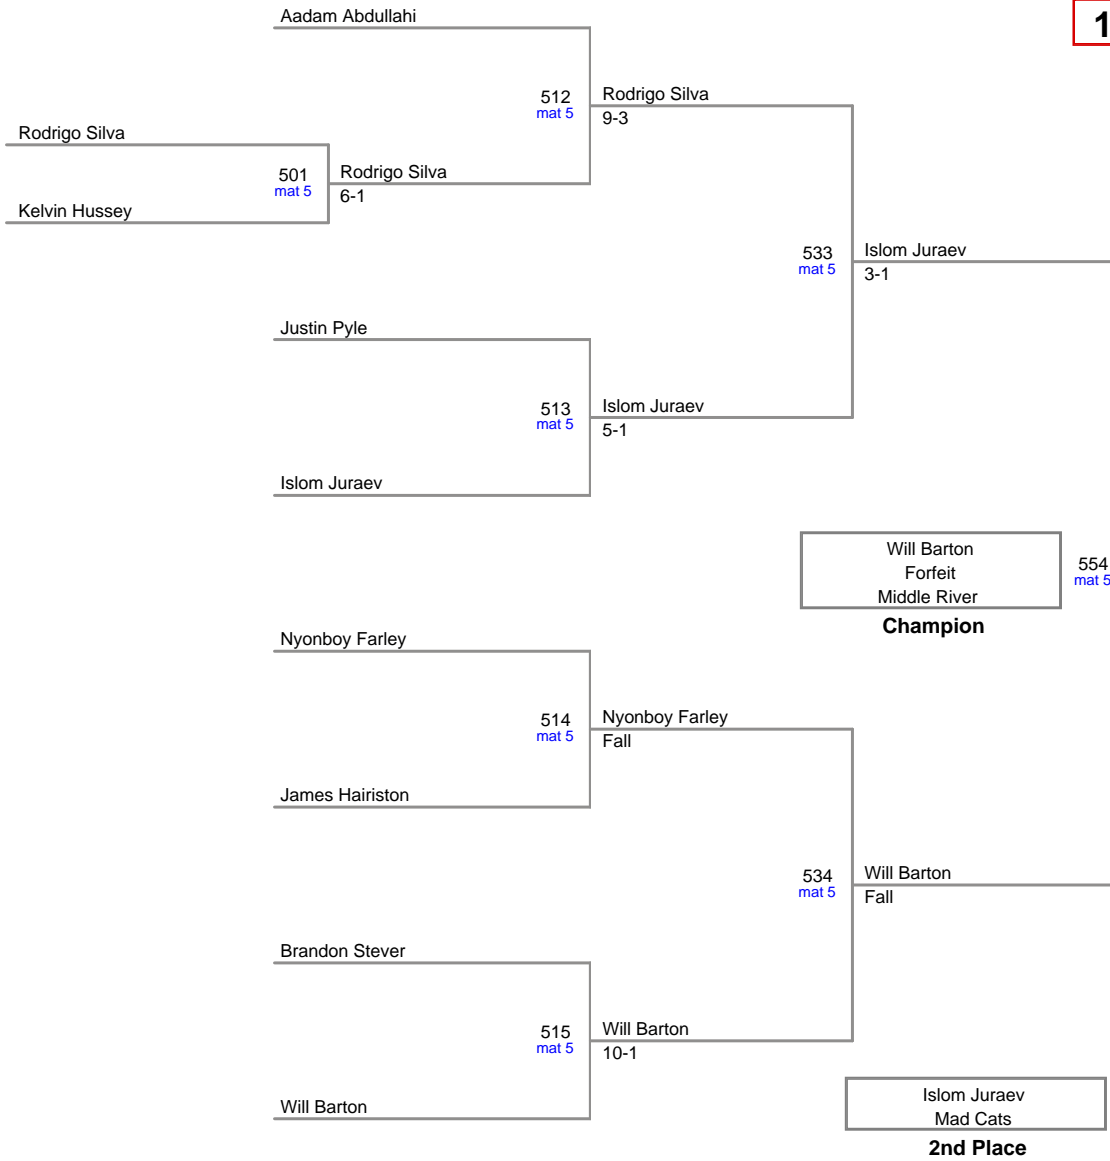 Aadam Abdullahi
1
512
mat 5
Rodrigo Silva
9-3
Rodrigo Silva
501
mat 5
Rodrigo Silva
6-1
Kelvin Hussey
533
mat 5
Islom Juraev
3-1
Justin Pyle
513
mat 5
Islom Juraev
5-1
Islom Juraev
Will Barton
Forfeit
Middle River
554
mat 5
Champion
Nyonboy Farley
514
mat 5
Nyonboy Farley
Fall
James Hairiston
534
mat 5
Will Barton
Fall
Brandon Stever
515
mat 5
Will Barton
10-1
Will Barton
Islom Juraev
Mad Cats
2nd Place